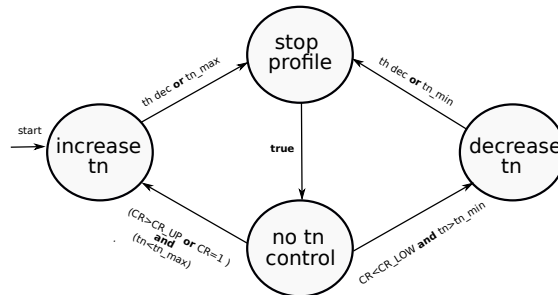 stop
profile
th dec or tn_max
th dec or tn_min
start
increase
tn
true
decrease
tn
(CR>CR_UP or CR=1 )
and
(tn<tn_max)
no tn
control
CR<CR_LOW and tn>tn_min